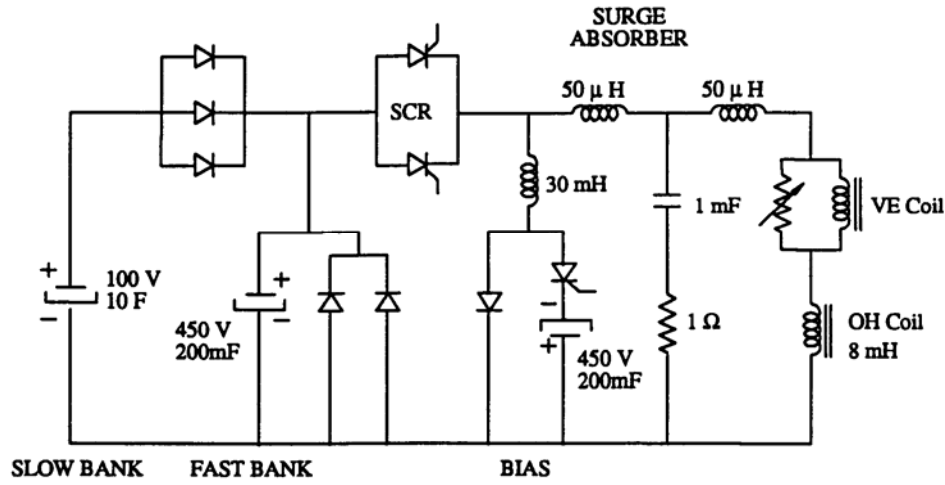 SURGE
ABSORBER
50 μ H
50 μ H
SCR
30 mH
1 mF
VE Coil
+
100 V
10 F
-
+
-
450 V
200mF
-
+
450 V
200mF
1 Ω
OH Coil
8 mH
SLOW BANK
FAST BANK
BIAS